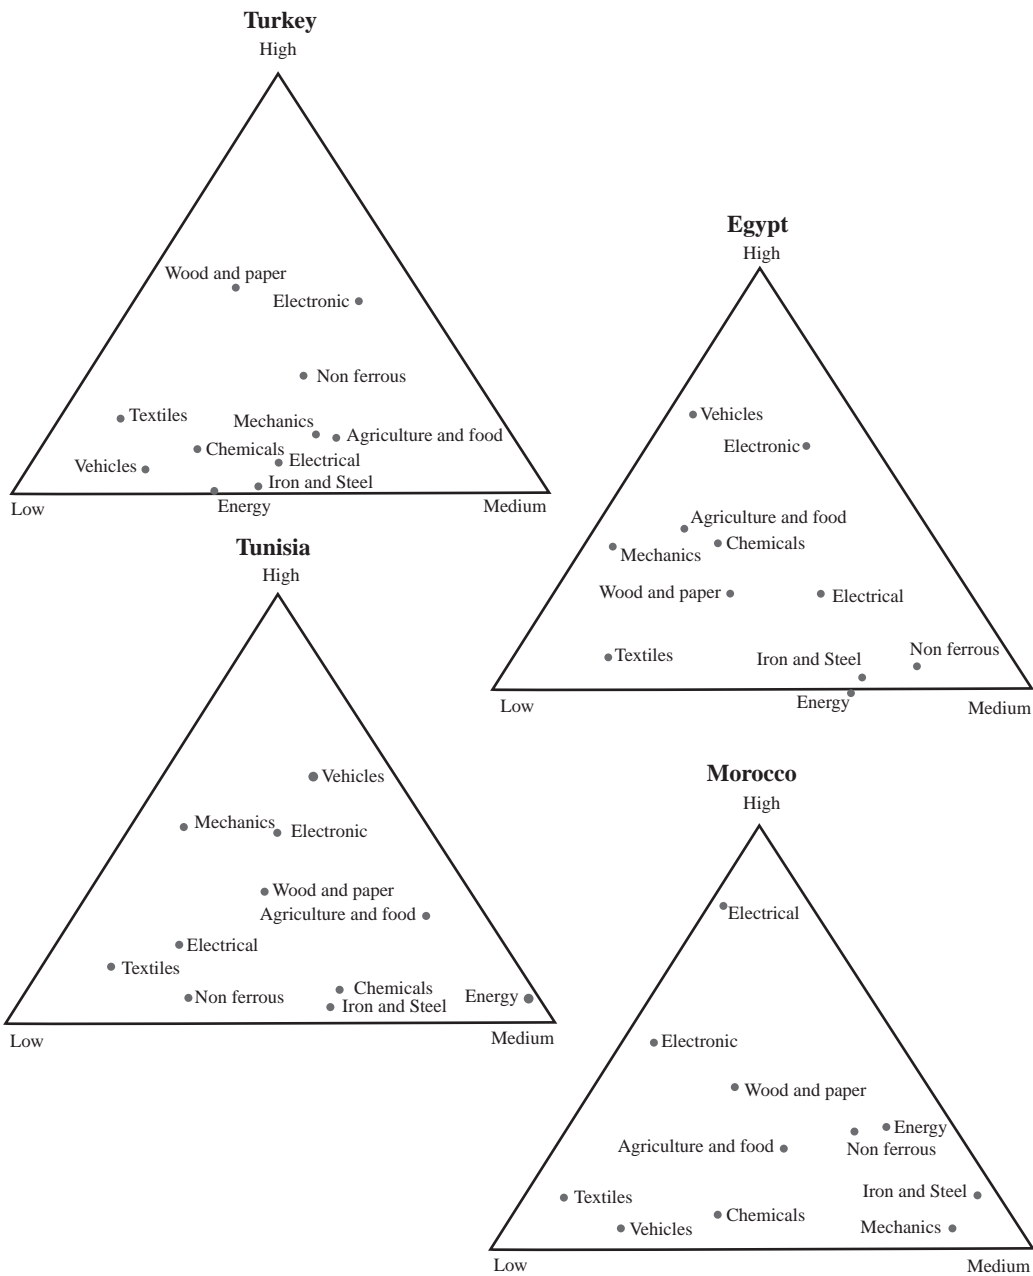 Turkey
High
Wood and paper
Electronic
Non ferrous
Textiles
Mechanics
Agriculture and food
Chemicals
Electrical
Vehicles
Iron and Steel
Energy
Low
Medium
Egypt
High
Vehicles
Electronic
Agriculture and food
Chemicals
Mechanics
Wood and paper
Electrical
Textiles
Iron and Steel
Non ferrous
Energy
Low
Medium
Tunisia
High
Vehicles
Mechanics
Electronic
Wood and paper
Agriculture and food
Electrical
Textiles
Chemicals
Non ferrous
Iron and Steel
Energy
Low
Medium
Morocco
High
Electrical
Electronic
Wood and paper
Energy
Non ferrous
Agriculture and food
Iron and Steel
Textiles
Chemicals
Vehicles
Mechanics
Low
Medium